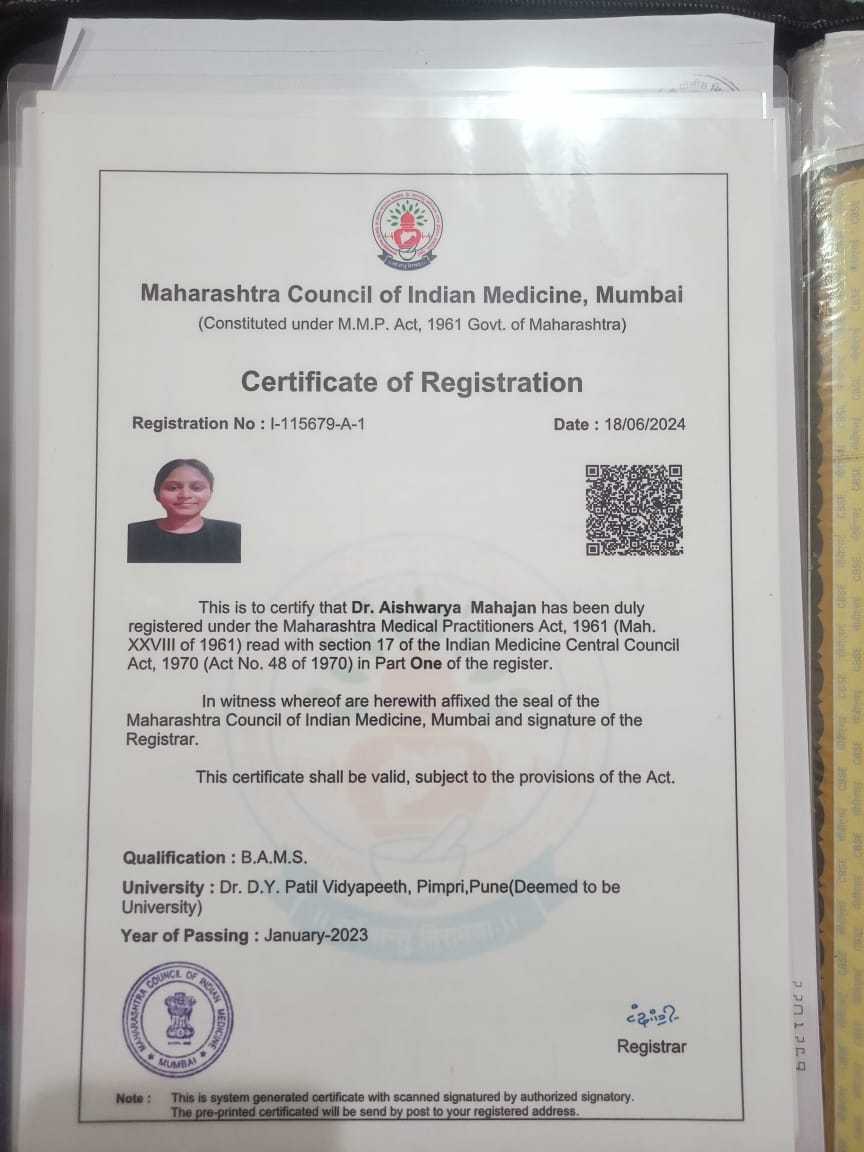 Maharashtra Council of Indian Medicine, Mumbai
(Constituted under M.M.P. Act, 1961 Govt. of Maharashtra)
Certificate of Registration
Registration No : I-115679-A-1
Date : 18/06/2024
This is to certify that Dr. Aishwarya Mahajan has been duly
registered under the Maharashtra Medical Practitioners Act, 1961 (Mah.
XXVIII of 1961) read with section 17 of the Indian Medicine Central Council
Act, 1970 (Act No. 48 of 1970) in Part One of the register.
In witness whereof are herewith affixed the seal of the
Maharashtra Council of Indian Medicine, Mumbai and signature of the
Registrar.
This certificate shall be valid, subject to the provisions of the Act.
Qualification : B.A.M.S.
University : Dr. D.Y. Patil Vidyapeeth, Pimpri,Pune(Deemed to be
University)
Year of Passing : January-2023
MAHARASHTRA COUNCIL OF INDIAN MEDICINE
MUMBAI
Registrar
Note : This is system generated certificate with scanned signatured by authorized signatory.
The pre-printed certificated will be send by post to your registered address.
CBSE